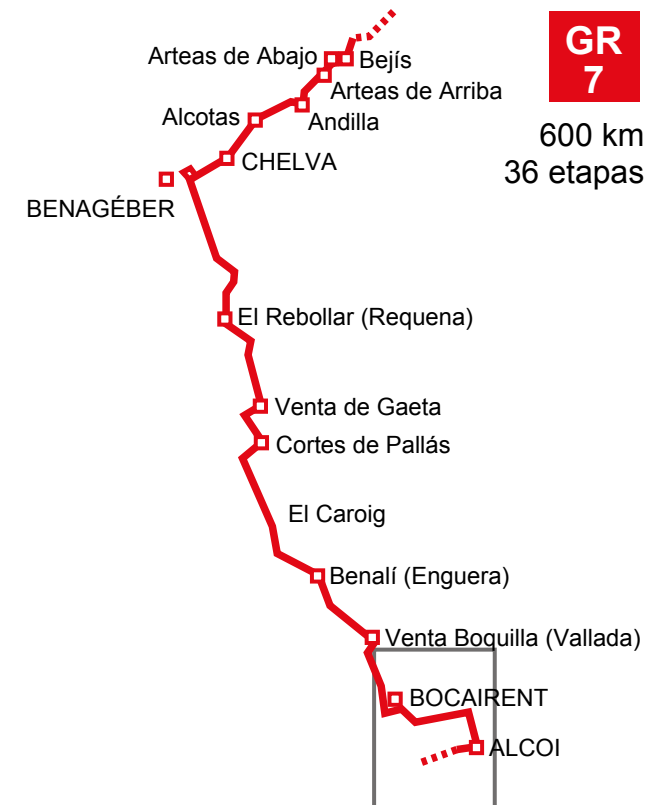 GR
7
600 km
36 etapas
Arteas de Abajo
Bejís
Arteas de Arriba
Alcotas
Andilla
CHELVA
BENAGÉBER
El Rebollar (Requena)
Venta de Gaeta
Cortes de Pallás
El Caroig
Benalí (Enguera)
Venta Boquilla (Vallada)
BOCAIRENT
ALCOI